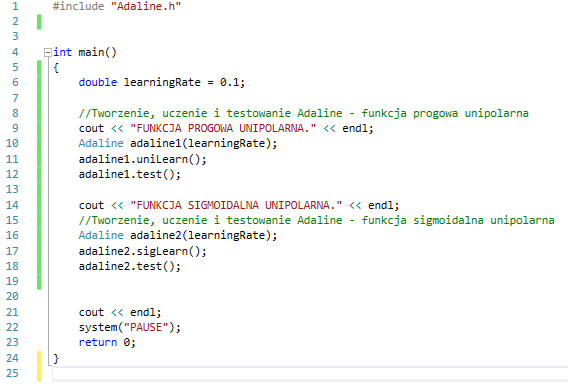 1 #include "Adaline.h"
2
3
4 int main()
5 {
6 double learningRate = 0.1;
7
8 //Tworzenie, uczenie i testowanie Adaline - funkcja progowa unipolarna
9 cout << "FUNKCJA PROGOWA UNIPOLARNA." << endl;
10 Adaline adaline1(learningRate);
11 adaline1.uniLearn();
12 adaline1.test();
13
14 cout << "FUNKCJA SIGMOIDALNA UNIPOLARNA." << endl;
15 //Tworzenie, uczenie i testowanie Adaline - funkcja sigmoidalna unipolarna
16 Adaline adaline2(learningRate);
17 adaline2.sigLearn();
18 adaline2.test();
19
20
21 cout << endl;
22 system("PAUSE");
23 return 0;
24 }
25